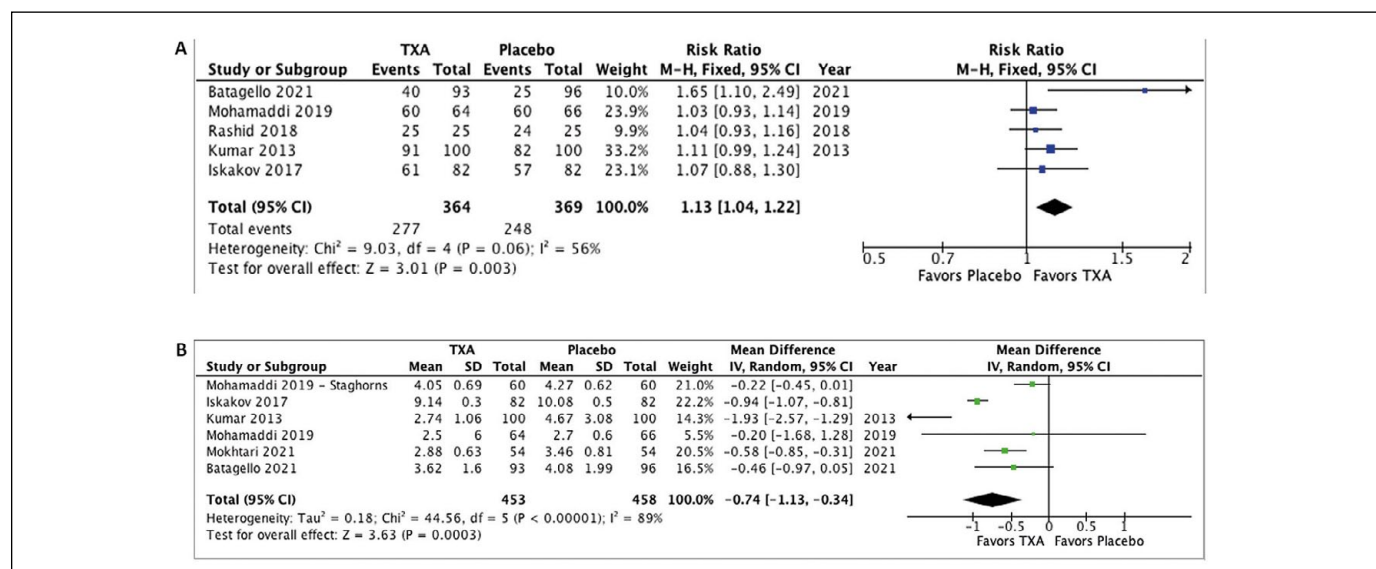 A
TXA Placebo Risk Ratio Risk Ratio
Study or Subgroup Events Total Events Total Weight M-H, Fixed, 95% CI Year M-H, Fixed, 95% CI
Batagello 2021 40 93 25 96 10.0% 1.65 [1.10, 2.49] 2021
Mohamaddi 2019 60 64 60 66 23.9% 1.03 [0.93, 1.14] 2019
Rashid 2018 25 25 24 25 9.9% 1.04 [0.93, 1.16] 2018
Kumar 2013 91 100 82 100 33.2% 1.11 [0.99, 1.24] 2013
Iskakov 2017 61 82 57 82 23.1% 1.07 [0.88, 1.30]
Total (95% CI) 364 369 100.0% 1.13 [1.04, 1.22]
Total events 277 248
Heterogeneity: Chi² = 9.03, df = 4 (P = 0.06); I² = 56%
Test for overall effect: Z = 3.01 (P = 0.003)
0.5 0.7 1 1.5 2
Favors Placebo Favors TXA
B
TXA Placebo Mean Difference Mean Difference
Study or Subgroup Mean SD Total Mean SD Total Weight IV, Random, 95% CI Year IV, Random, 95% CI
Mohamaddi 2019 – Staghorns 4.05 0.69 60 4.27 0.62 60 21.0% −0.22 [−0.45, 0.01]
Iskakov 2017 9.14 0.3 82 10.08 0.5 82 22.2% −0.94 [−1.07, −0.81]
Kumar 2013 2.74 1.06 100 4.67 3.08 100 14.3% −1.93 [−2.57, −1.29] 2013
Mohamaddi 2019 2.5 6 64 2.7 0.6 66 5.5% −0.20 [−1.68, 1.28] 2019
Mokhtari 2021 2.88 0.63 54 3.46 0.81 54 20.5% −0.58 [−0.85, −0.31] 2021
Batagello 2021 3.62 1.6 93 4.08 1.99 96 16.5% −0.46 [−0.97, 0.05] 2021
Total (95% CI) 453 458 100.0% −0.74 [−1.13, −0.34]
Heterogeneity: Tau² = 0.18; Chi² = 44.56, df = 5 (P < 0.00001); I² = 89%
Test for overall effect: Z = 3.63 (P = 0.0003)
−1 −0.5 0 0.5 1
Favors TXA Favors Placebo